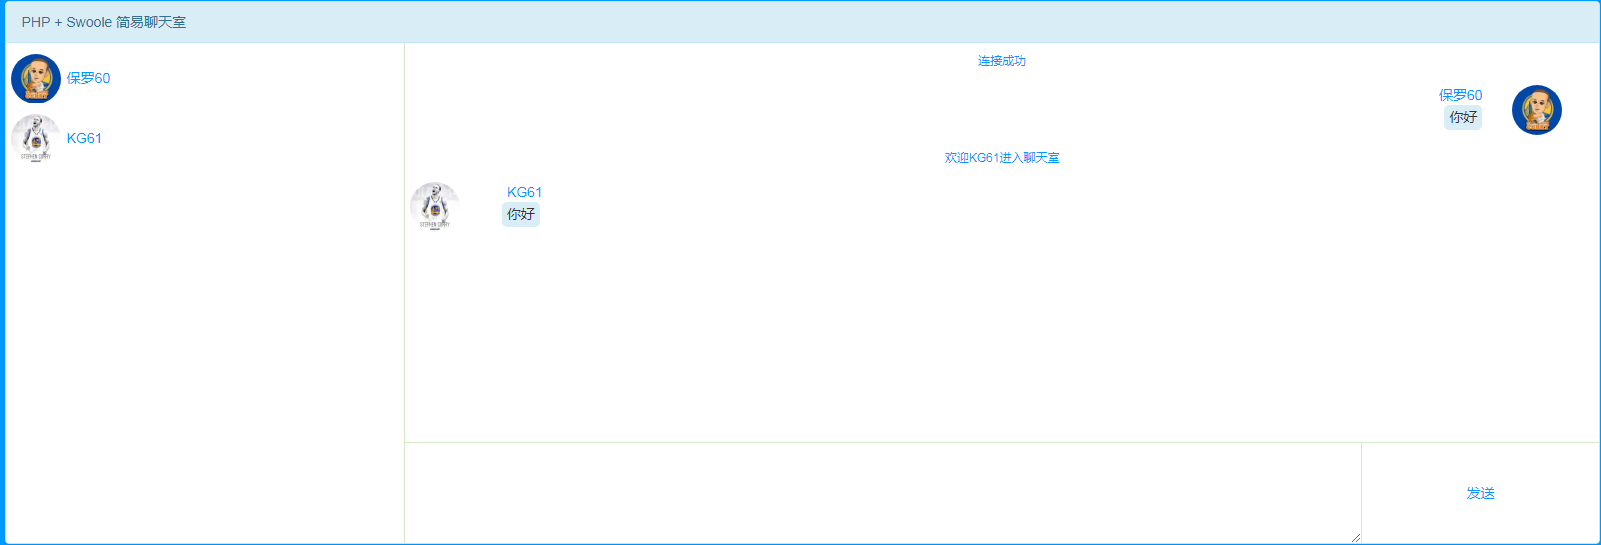 PHP + Swoole 简易聊天室
保罗60
KG61
连接成功
保罗60
你好
欢迎KG61进入聊天室
KG61
你好
STEPHEN CURRY
发送